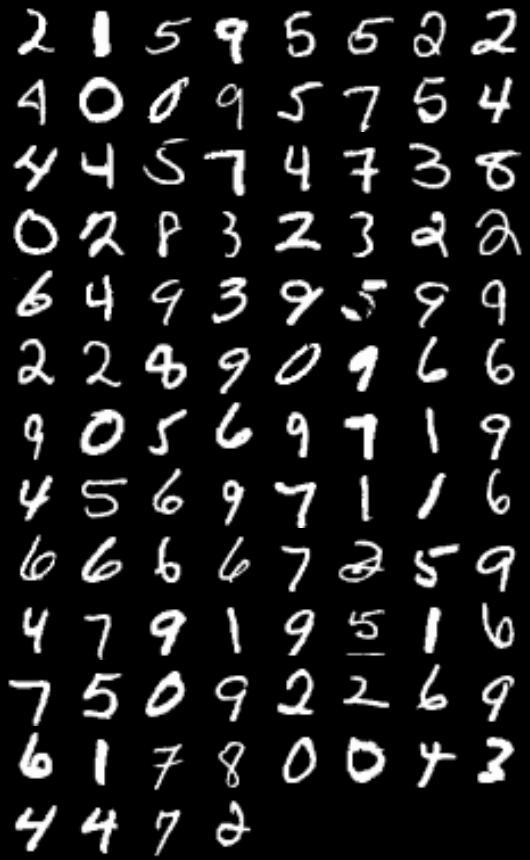 2 1 5 9 5 5 2 2
4 0 0 9 5 7 5 4
4 4 5 7 4 7 3 8
0 2 8 3 2 3 2 2
6 4 9 3 9 5 9 9
2 2 8 9 0 9 6 6
9 0 5 6 9 7 1 9
4 5 6 9 7 1 1 6
6 6 6 6 7 2 5 9
4 7 9 1 9 5 1 6
7 5 0 9 2 2 6 9
6 1 7 8 0 0 4 3
4 4 7 2